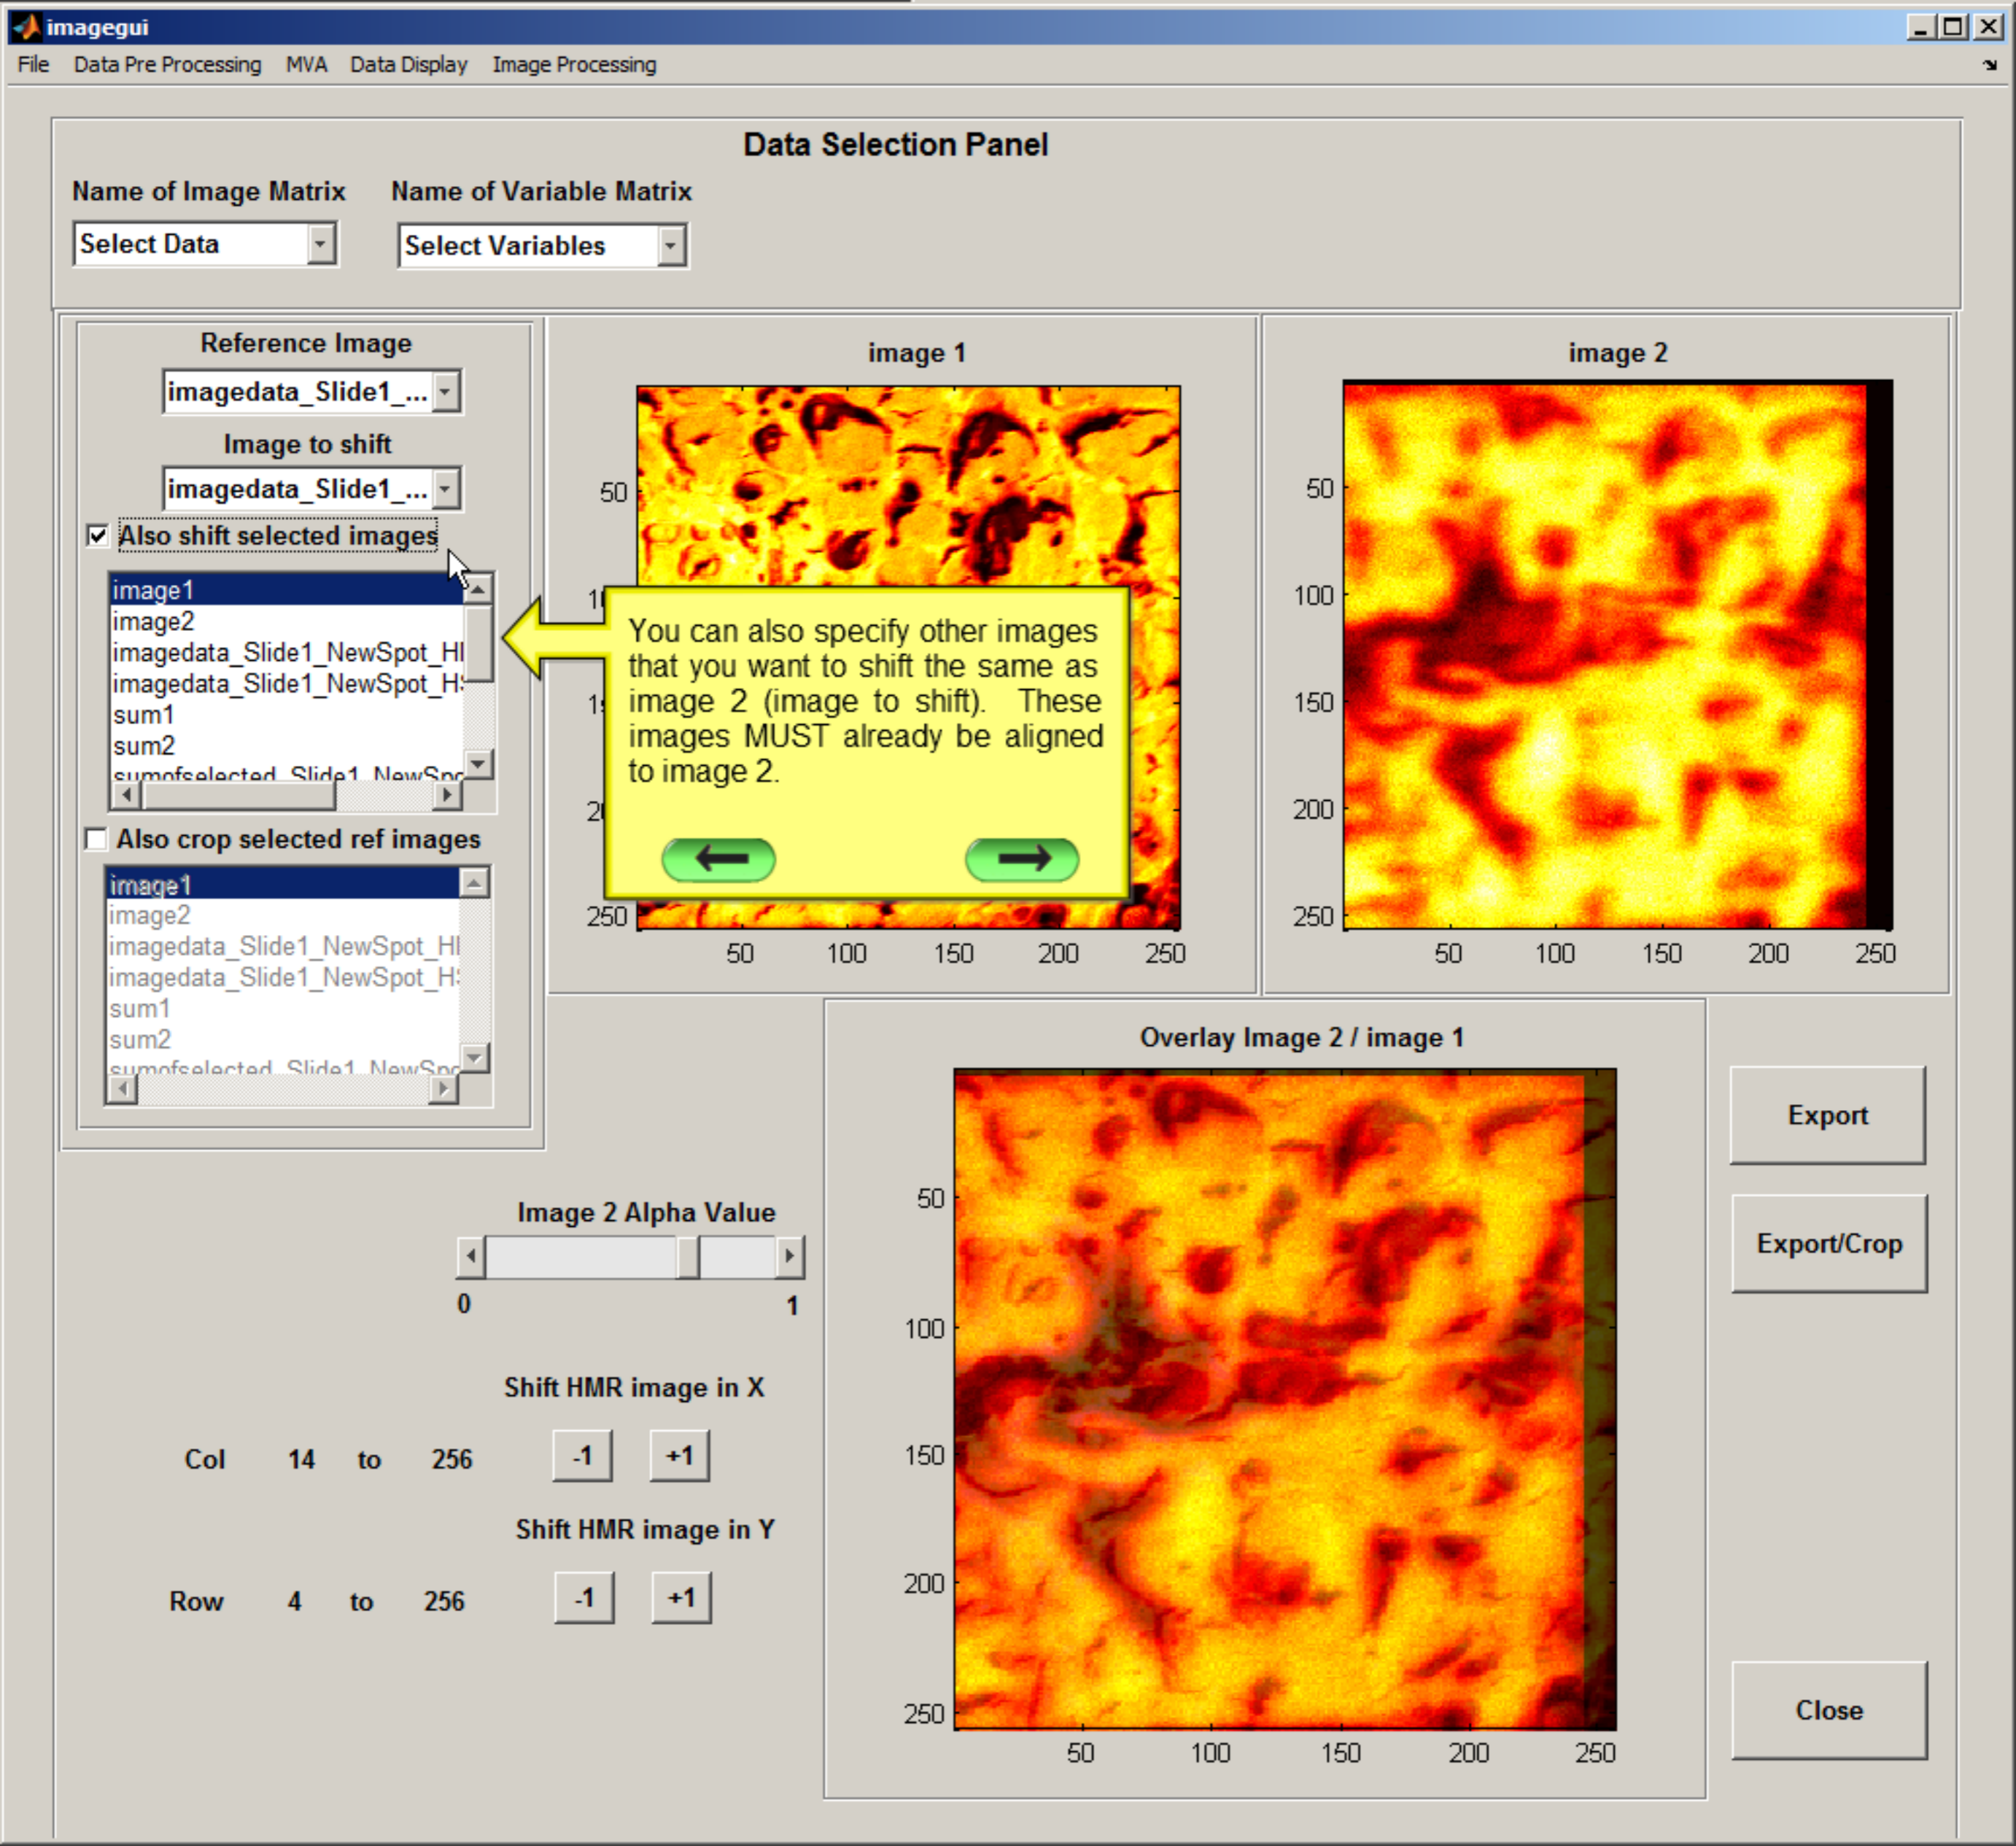 imagegui
File Data Pre Processing MVA Data Display Image Processing
Data Selection Panel
Name of Image Matrix Name of Variable Matrix
Select Data Select Variables
Reference Image
imagedata_Slide1_...
Image to shift
imagedata_Slide1_...
Also shift selected images
image1
image2
imagedata_Slide1_NewSpot_HI
imagedata_Slide1_NewSpot_H
sum1
sum2
sumofselected_Slide1_NewSpo
Also crop selected ref images
image1
image2
imagedata_Slide1_NewSpot_HI
imagedata_Slide1_NewSpot_H
sum1
sum2
sumofselected_Slide1_NewSpo
image 1
50
250
50 100 150 200 250
You can also specify other images
that you want to shift the same as
image 2 (image to shift). These
images MUST already be aligned
to image 2.
image 2
50
100
150
200
250
50 100 150 200 250
Overlay Image 2 / image 1
50
100
150
200
250
50 100 150 200 250
Export
Export/Crop
Close
Image 2 Alpha Value
0 1
Shift HMR image in X
Col 14 to 256 -1 +1
Shift HMR image in Y
Row 4 to 256 -1 +1